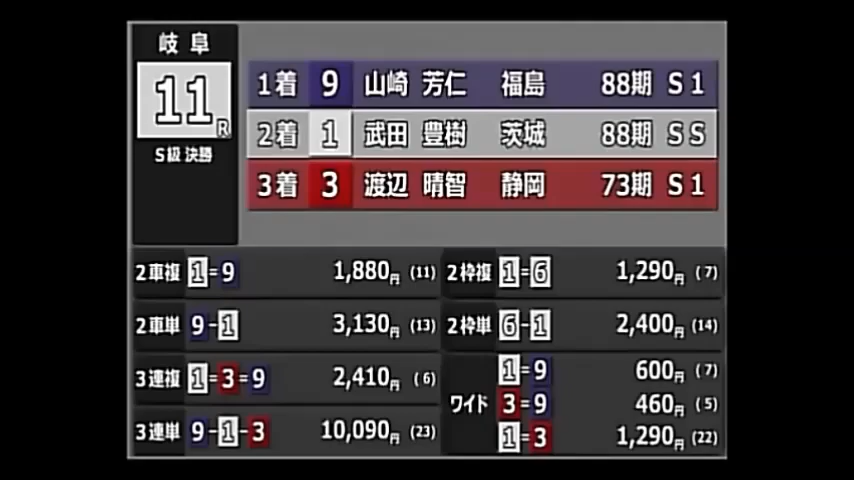 岐阜
11R
S級 決勝
1着 9 山崎 芳仁 福島 88期 S1
2着 1 武田 豊樹 茨城 88期 SS
3着 3 渡辺 晴智 静岡 73期 S1
2車複 1=9 1,880円 (11)
2枠複 1=6 1,290円 (7)
2車単 9-1 3,130円 (13)
2枠単 6-1 2,400円 (14)
3連複 1=3=9 2,410円 (6)
3連単 9-1-3 10,090円 (23)
ワイド
1=9 600円 (7)
3=9 460円 (5)
1=3 1,290円 (22)